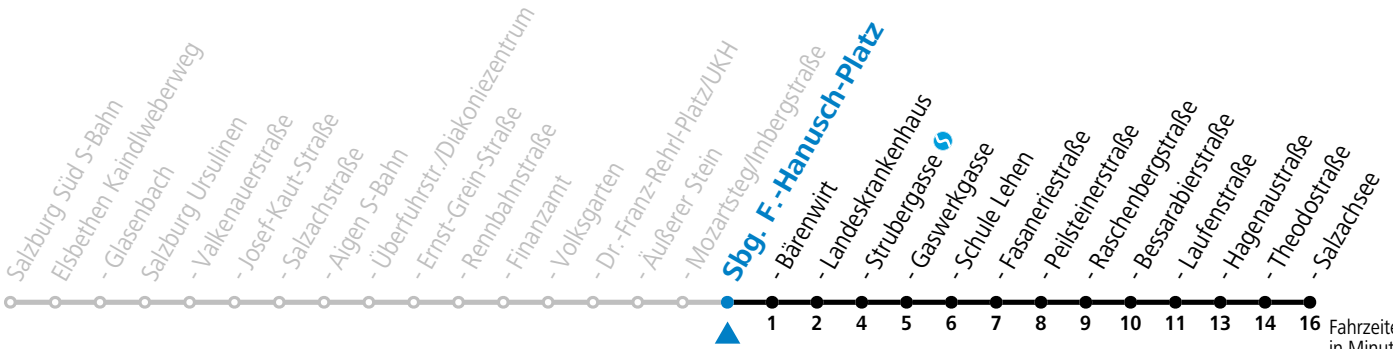 Salzburg Süd S-Bahn
Elsbethen Kaindlweberweg
- Glasenbach
Salzburg Ursulinen
- Valkenauerstraße
- Josef-Kaut-Straße
- Salzachstraße
- Aigen S-Bahn
- Überfuhrstr./Diakoniezentrum
- Ernst-Grein-Straße
- Rennbahnstraße
- Finanzamt
- Volksgarten
- Dr.-Franz-Rehrl-Platz/UKH
- Äußerer Stein
- Mozartsteg/Imbergstraße
Sbg. F.-Hanusch-Platz
- Bärenwirt
- Landeskrankenhaus
- Strubergasse
- Gaswerkgasse
- Schule Lehen
- Fasaneriestraße
- Peilsteinerstraße
- Raschenbergstraße
- Bessarabierstraße
- Laufenstraße
- Hagenaustraße
- Theodostraße
- Salzachsee
1 2 4 5 6 7 8 9 10 11 13 14 16
Fahrzeite
in Minut